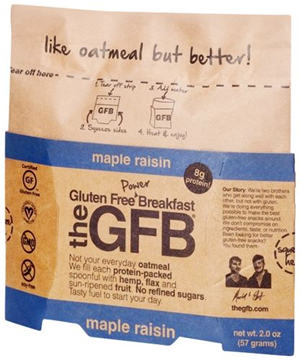 like oatmeal but better!
Tear off here
1. Tear off strip
3. Add water
GFB
2. Squeeze sides
4. Heat & enjoy!
maple raisin
8g protein!
Certified
GF
Gluten Free
Power
Gluten Free Breakfast
the GFB
Our Story: We're two brothers
who get along well with each
other, but not with gluten.
We're doing everything
possible to make the best
gluten-free snacks around.
We don't compromise on
ingredients, taste, or nutrition.
Been looking for better
gluten-free snacks?
You found them.
Not your everyday oatmeal
We fill each protein-packed
spoonful with hemp, flax and
sun-ripened fruit. No refined sugars.
Tasty fuel to start your day.
thegfb.com
maple raisin
net wt. 2.0 oz
(57 grams)